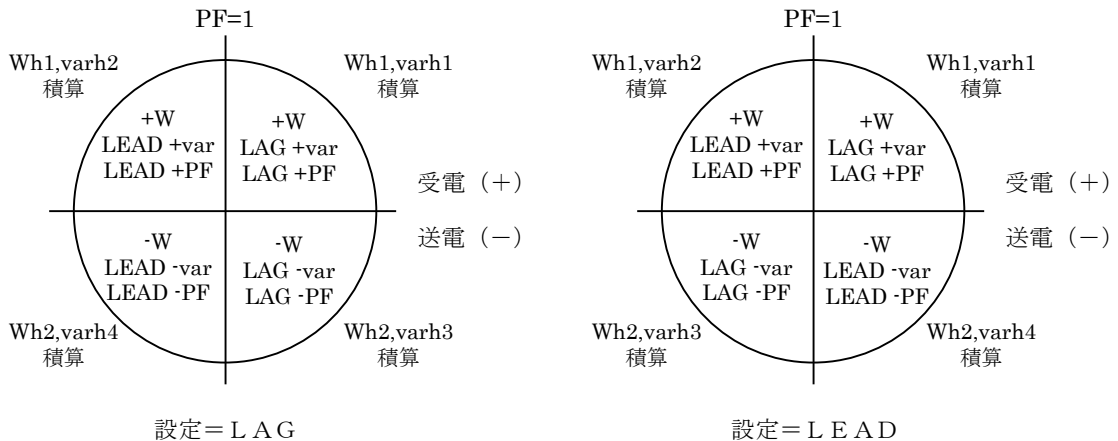 PF=1
Wh1,varh2
積算
Wh1,varh1
積算
+W
LEAD +var
LEAD +PF
+W
LAG +var
LAG +PF
受電（＋）
送電（－）
-W
LEAD -var
LEAD -PF
-W
LAG -var
LAG -PF
Wh2,varh4
積算
Wh2,varh3
積算
設定＝ＬＡＧ
PF=1
Wh1,varh2
積算
Wh1,varh1
積算
+W
LEAD +var
LEAD +PF
+W
LAG +var
LAG +PF
受電（＋）
送電（－）
-W
LAG -var
LAG -PF
-W
LEAD -var
LEAD -PF
Wh2,varh3
積算
Wh2,varh4
積算
設定＝ＬＥＡＤ